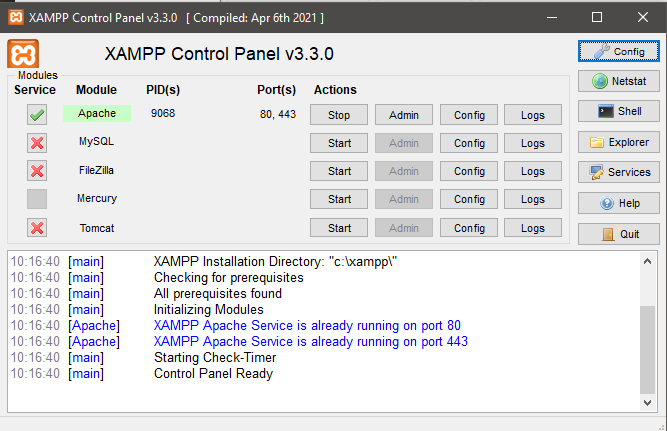 XAMPP Control Panel v3.3.0 [ Compiled: Apr 6th 2021 ]
XAMPP Control Panel v3.3.0
Config
Modules
Service Module PID(s) Port(s) Actions
Netstat
Apache 9068 80, 443 Stop Admin Config Logs
Shell
MySQL Start Admin Config Logs
Explorer
FileZilla Start Admin Config Logs
Services
Mercury Start Admin Config Logs
Help
Tomcat Start Admin Config Logs
Quit
10:16:40 [main] XAMPP Installation Directory: "c:\xampp\"
10:16:40 [main] Checking for prerequisites
10:16:40 [main] All prerequisites found
10:16:40 [main] Initializing Modules
10:16:40 [Apache] XAMPP Apache Service is already running on port 80
10:16:40 [Apache] XAMPP Apache Service is already running on port 443
10:16:40 [main] Starting Check-Timer
10:16:40 [main] Control Panel Ready